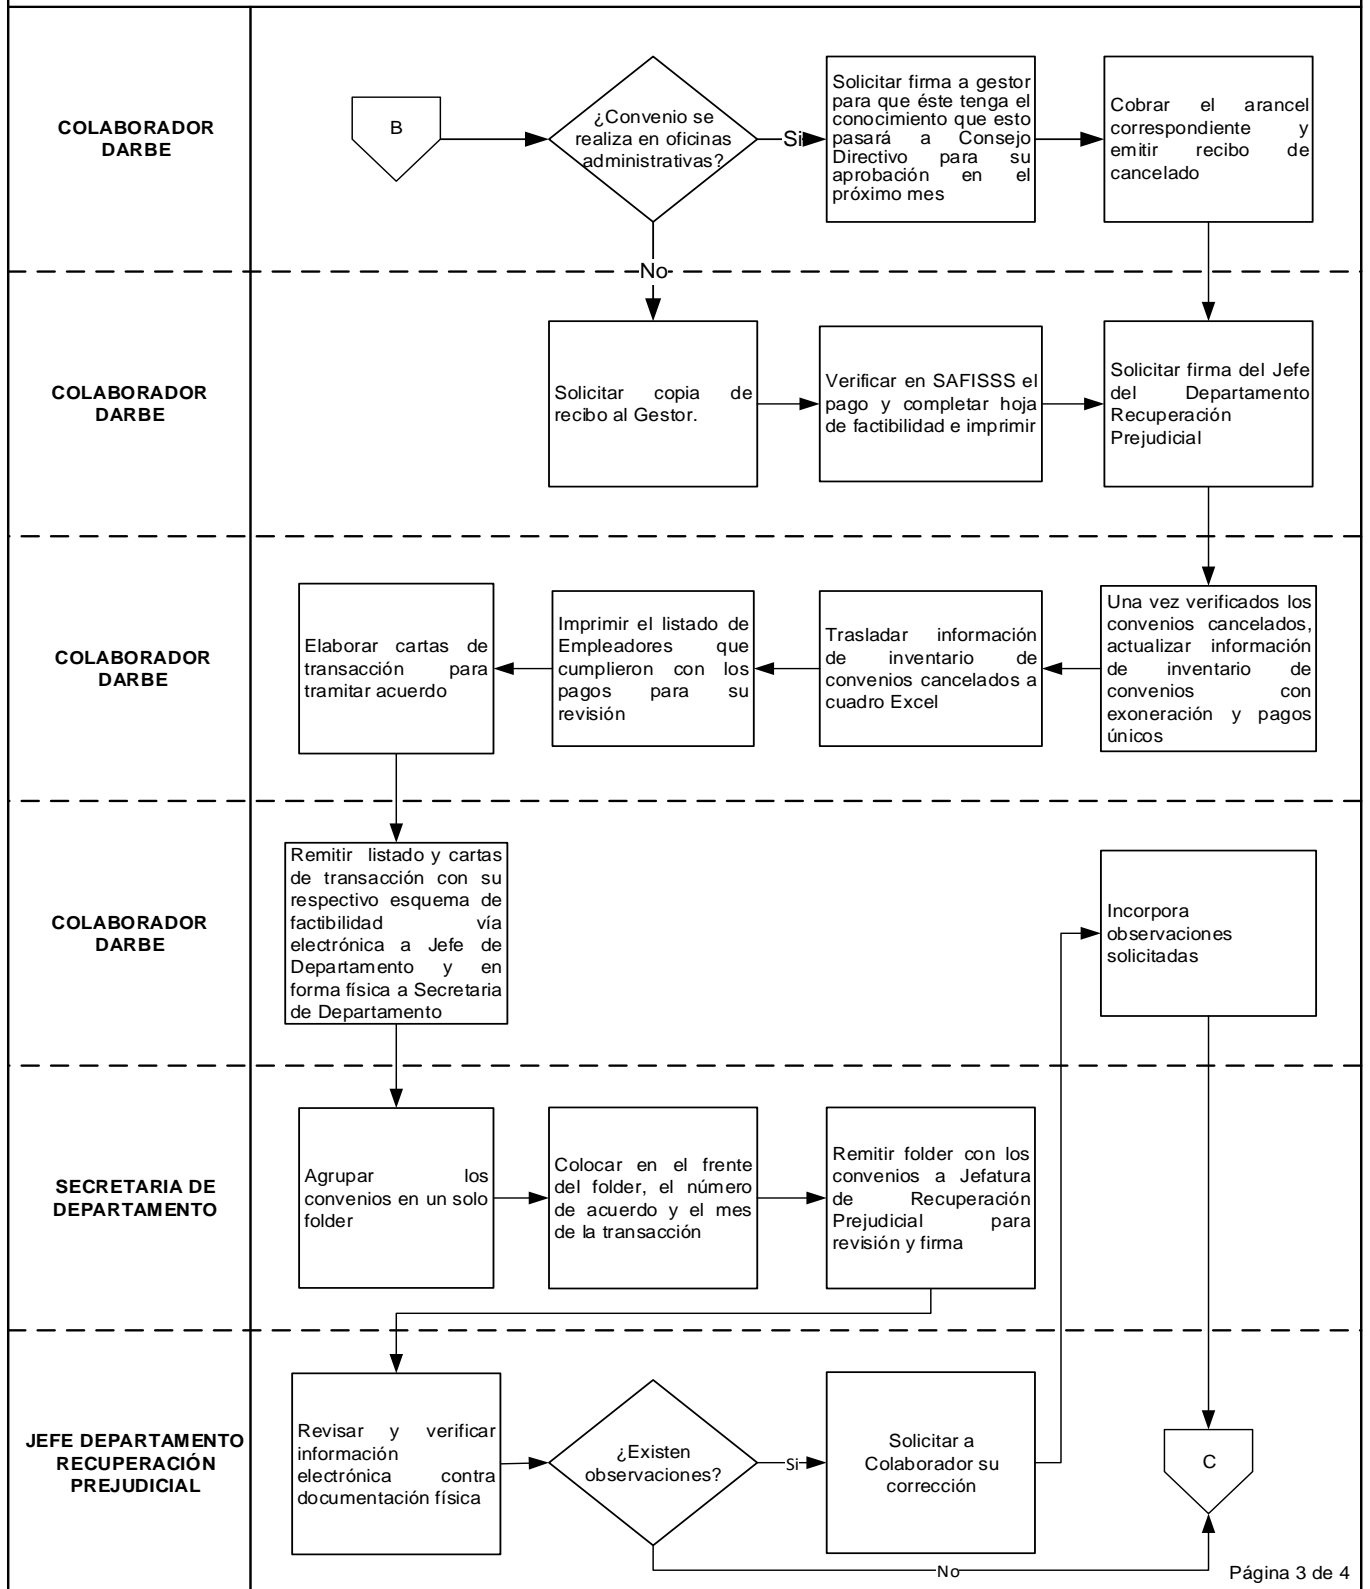 COLABORADOR
DARBE
B
¿Convenio se
realiza en oficinas
administrativas?
Si
Solicitar firma a gestor
para que éste tenga el
conocimiento que esto
pasará a Consejo
Directivo para su
aprobación en el
próximo mes
Cobrar el arancel
correspondiente y
emitir recibo de
cancelado
No
COLABORADOR
DARBE
Solicitar copia de
recibo al Gestor.
Verificar en SAFISSS el
pago y completar hoja
de factibilidad e imprimir
Solicitar firma del Jefe
del Departamento
Recuperación
Prejudicial
COLABORADOR
DARBE
Elaborar cartas de
transacción para
tramitar acuerdo
Imprimir el listado de
Empleadores que
cumplieron con los
pagos para su
revisión
Trasladar información
de inventario de
convenios cancelados a
cuadro Excel
Una vez verificados los
convenios cancelados,
actualizar información
de inventario de
convenios con
exoneración y pagos
únicos
COLABORADOR
DARBE
Remitir listado y cartas
de transacción con su
respectivo esquema de
factibilidad vía
electrónica a Jefe de
Departamento y en
forma física a Secretaria
de Departamento
Incorpora
observaciones
solicitadas
SECRETARIA DE
DEPARTAMENTO
Agrupar los
convenios en un solo
folder
Colocar en el frente
del folder, el número
de acuerdo y el mes
de la transacción
Remitir folder con los
convenios a Jefatura
de Recuperación
Prejudicial para
revisión y firma
JEFE DEPARTAMENTO
RECUPERACIÓN
PREJUDICIAL
Revisar y verificar
información
electrónica contra
documentación física
¿Existen
observaciones?
Si
Solicitar a
Colaborador su
corrección
C
No
Página 3 de 4